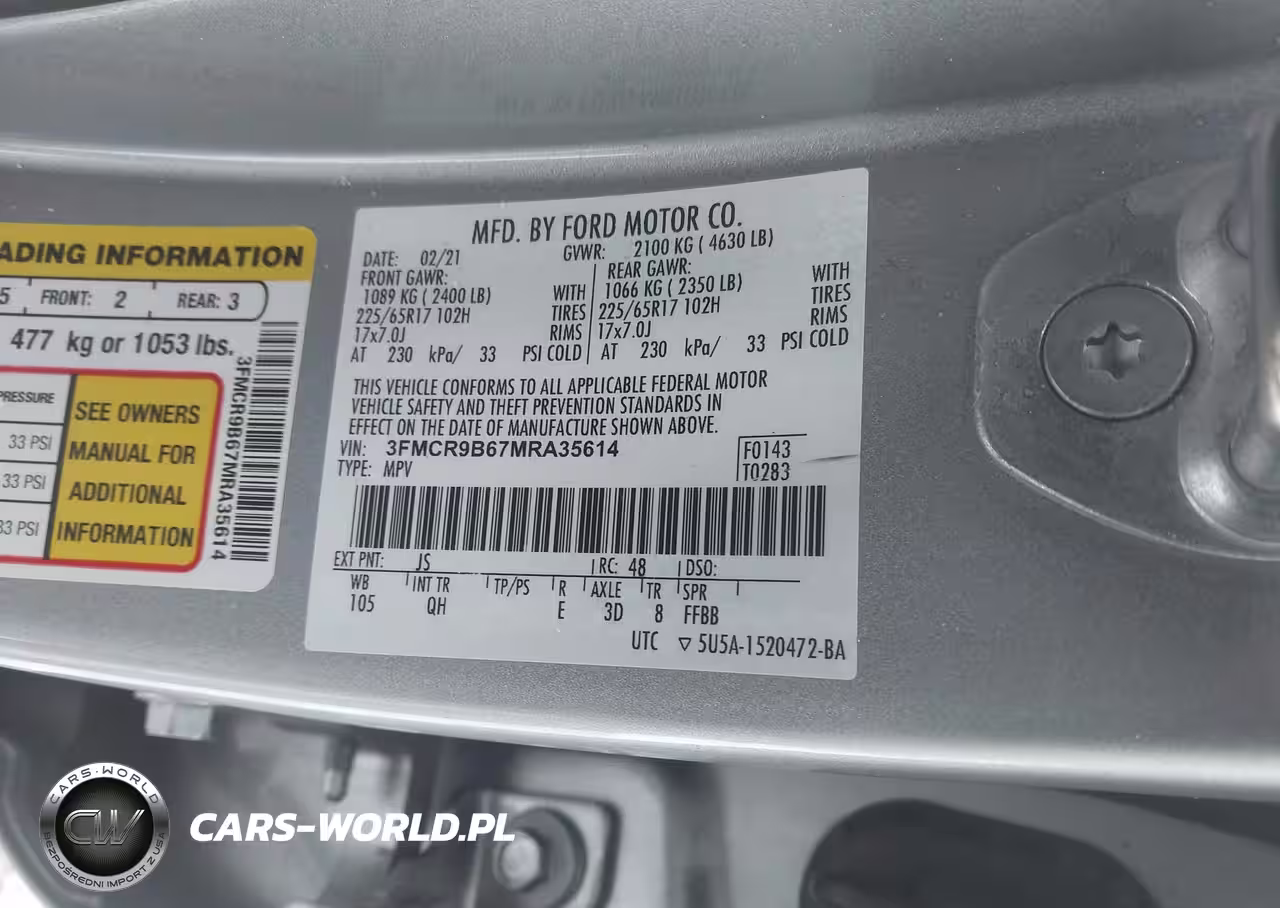 ADING INFORMATION
5 FRONT: 2 REAR: 3
477 kg or 1053 lbs.
RESSURE
33 PSI
33 PSI
33 PSI
SEE OWNERS
MANUAL FOR
ADDITIONAL
INFORMATION
3FMCR9B67MRA35614
MFD. BY FORD MOTOR CO.
DATE: 02/21 GVWR: 2100 KG ( 4630 LB)
FRONT GAWR: REAR GAWR:
1089 KG ( 2400 LB) WITH 1066 KG ( 2350 LB) WITH
225/65R17 102H TIRES 225/65R17 102H TIRES
17x7.0J RIMS 17x7.0J RIMS
AT 230 kPa/ 33 PSI COLD AT 230 kPa/ 33 PSI COLD
THIS VEHICLE CONFORMS TO ALL APPLICABLE FEDERAL MOTOR
VEHICLE SAFETY AND THEFT PREVENTION STANDARDS IN
EFFECT ON THE DATE OF MANUFACTURE SHOWN ABOVE.
VIN: 3FMCR9B67MRA35614 F0143
TYPE: MPV T0283
EXT PNT: JS RC: 48 DSO:
WB INT TR TP/PS R AXLE TR SPR
105 QH E 3D 8 FFBB
UTC ▽ 5U5A-1520472-BA
CARS-WORLD
CW
BEZPOŚREDNI IMPORT Z USA
CARS-WORLD.PL